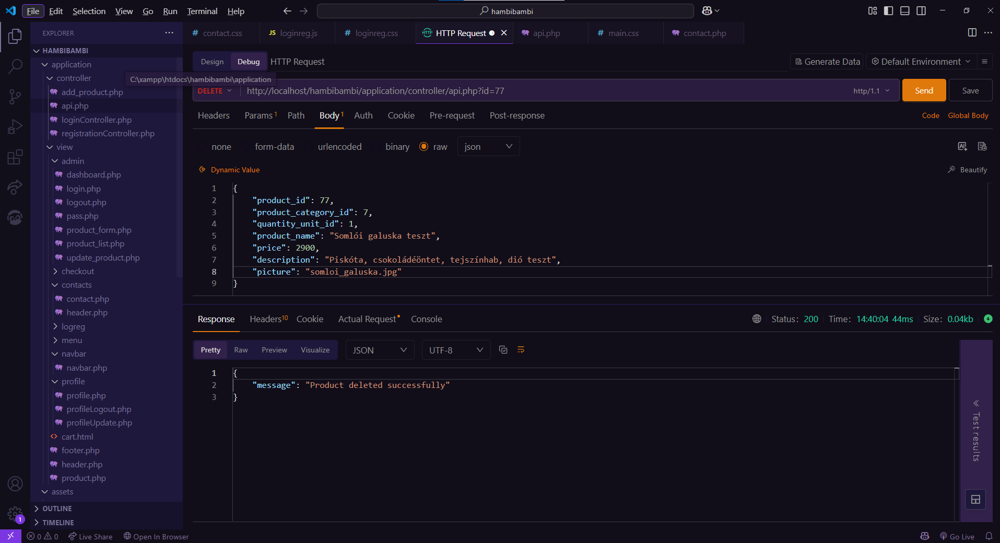 File Edit Selection View Go Run Terminal Help
hambibambi
EXPLORER
HAMBIBAMBI
application
controller
add_product.php
api.php
loginController.php
registrationController.php
view
admin
dashboard.php
login.php
logout.php
pass.php
product_form.php
product_list.php
update_product.php
checkout
contacts
contact.php
header.php
logreg
menu
navbar
navbar.php
profile
profile.php
profileLogout.php
profileUpdate.php
cart.html
footer.php
header.php
product.php
assets
OUTLINE
TIMELINE
C:\xampp\htdocs\hambibambi\application
# contact.css
JS loginreg.js
# loginreg.css
HTTP HTTP Request
api.php
# main.css
contact.php
Design Debug HTTP Request
Generate Data Default Environment
DELETE http://localhost/hambibambi/application/controller/api.php?id=77 http/1.1 Send Save
Headers Params 1 Path Body 1 Auth Cookie Pre-request Post-response Code Global Body
none form-data urlencoded binary raw json AI
Dynamic Value Beautify
1 {
2 "product_id": 77,
3 "product_category_id": 7,
4 "quantity_unit_id": 1,
5 "product_name": "Somlói galuska teszt",
6 "price": 2900,
7 "description": "Piskóta, csokoládéöntet, tejszínhab, dió teszt",
8 "picture": "somloi_galuska.jpg"
9 }
Response Headers 10 Cookie Actual Request Console Status: 200 Time: 14:40:04 44ms Size: 0.04kb
Pretty Raw Preview Visualize JSON UTF-8
1 {
2 "message": "Product deleted successfully"
3 }
Test results
1
0 0 Live Share Open In Browser Go Live